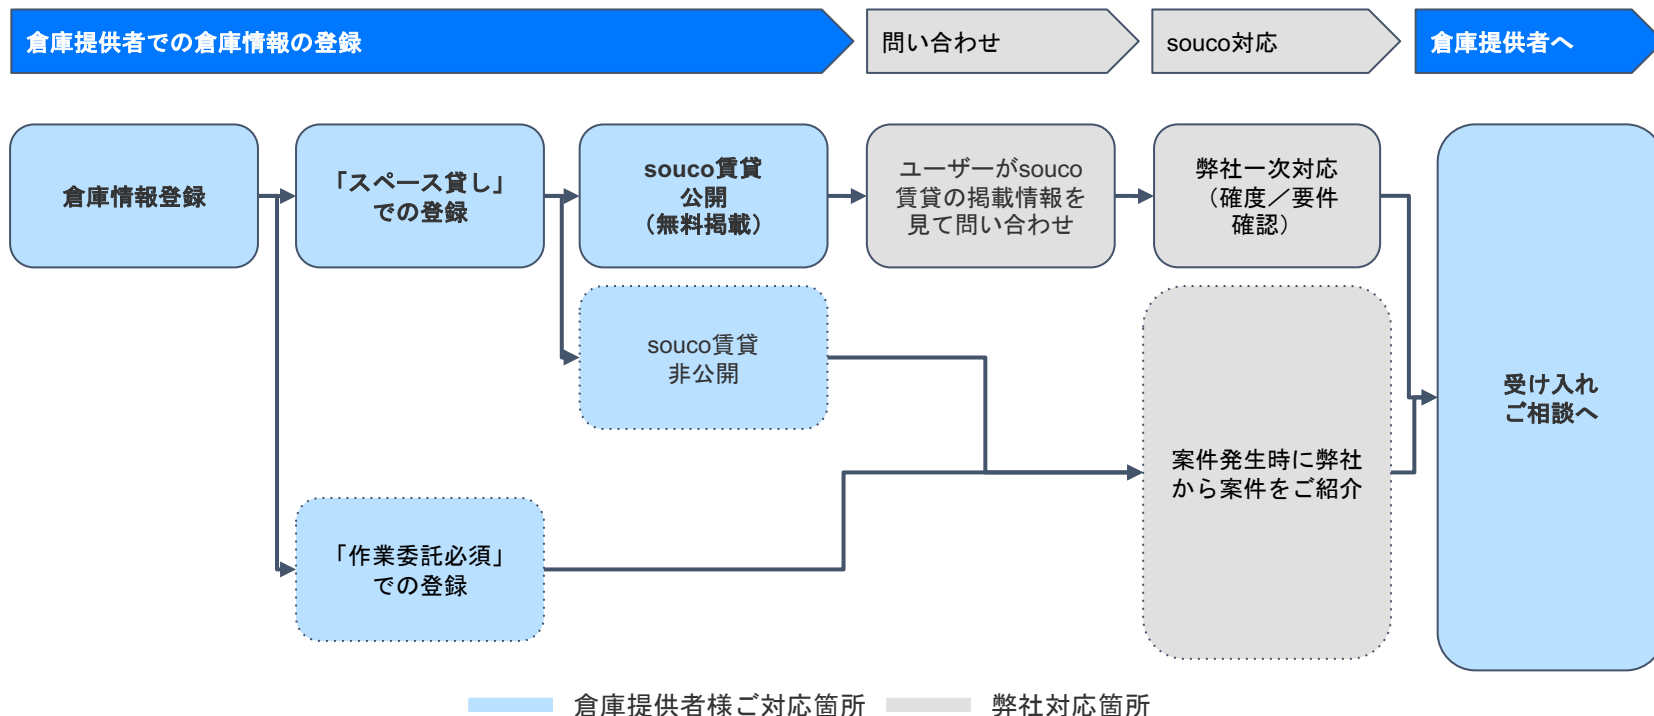 倉庫提供者での倉庫情報の登録
問い合わせ
souco対応
倉庫提供者へ
倉庫情報登録
「スペース貸し」
での登録
souco賃貸
公開
（無料掲載）
ユーザーがsouco
賃貸の掲載情報を
見て問い合わせ
弊社一次対応
（確度／要件
確認）
souco賃貸
非公開
「作業委託必須」
での登録
案件発生時に弊社
から案件をご紹介
受け入れ
ご相談へ
倉庫提供者様ご対応箇所
弊社対応箇所